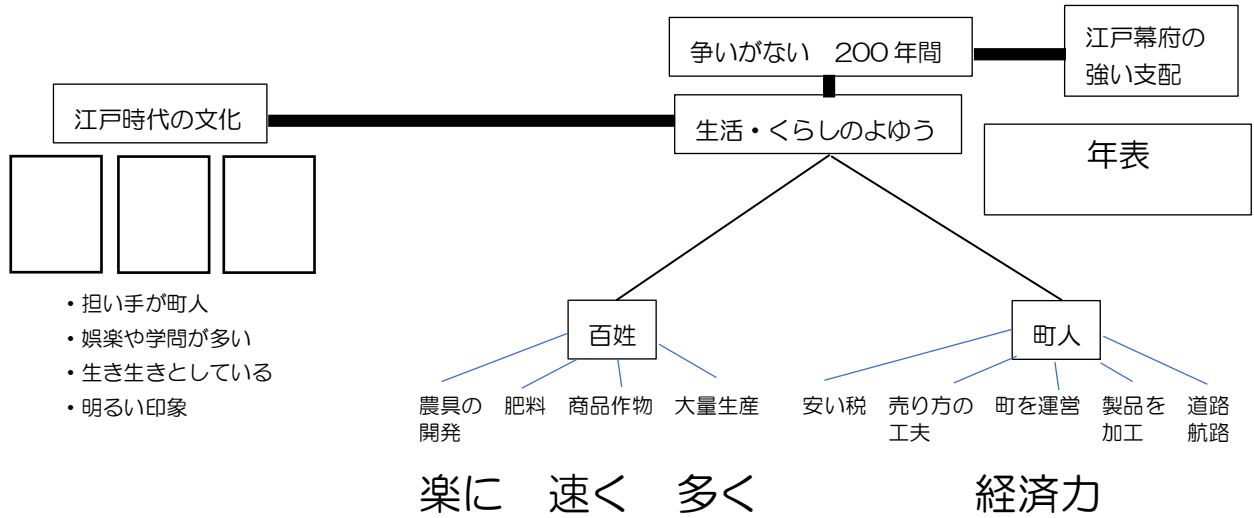 争いがない　200年間
江戸幕府の
強い支配
江戸時代の文化
生活・くらしのよゆう
年表
・担い手が町人
・娯楽や学問が多い
・生き生きとしている
・明るい印象
百姓
町人
農具の
開発
肥料
商品作物
大量生産
安い税
売り方の
工夫
町を運営
製品を
加工
道路
航路
楽に　速く　多く
経済力